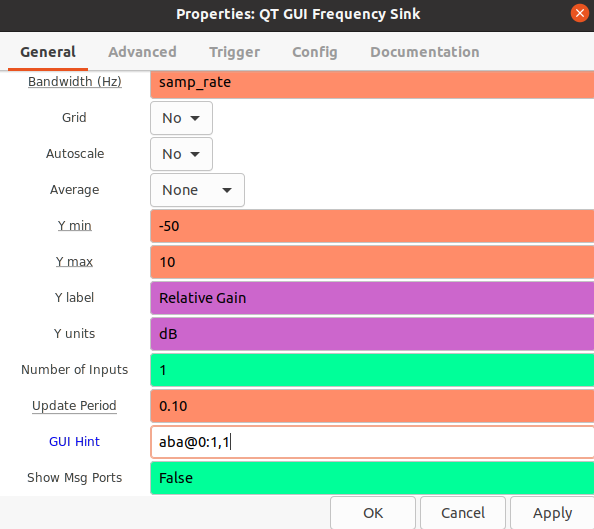 Properties: QT GUI Frequency Sink
General Advanced Trigger Config Documentation
Bandwidth (Hz) samp_rate
Grid No
Autoscale No
Average None
Y min -50
Y max 10
Y label Relative Gain
Y units dB
Number of Inputs 1
Update Period 0.10
GUI Hint aba@0:1,1
Show Msg Ports False
OK Cancel Apply